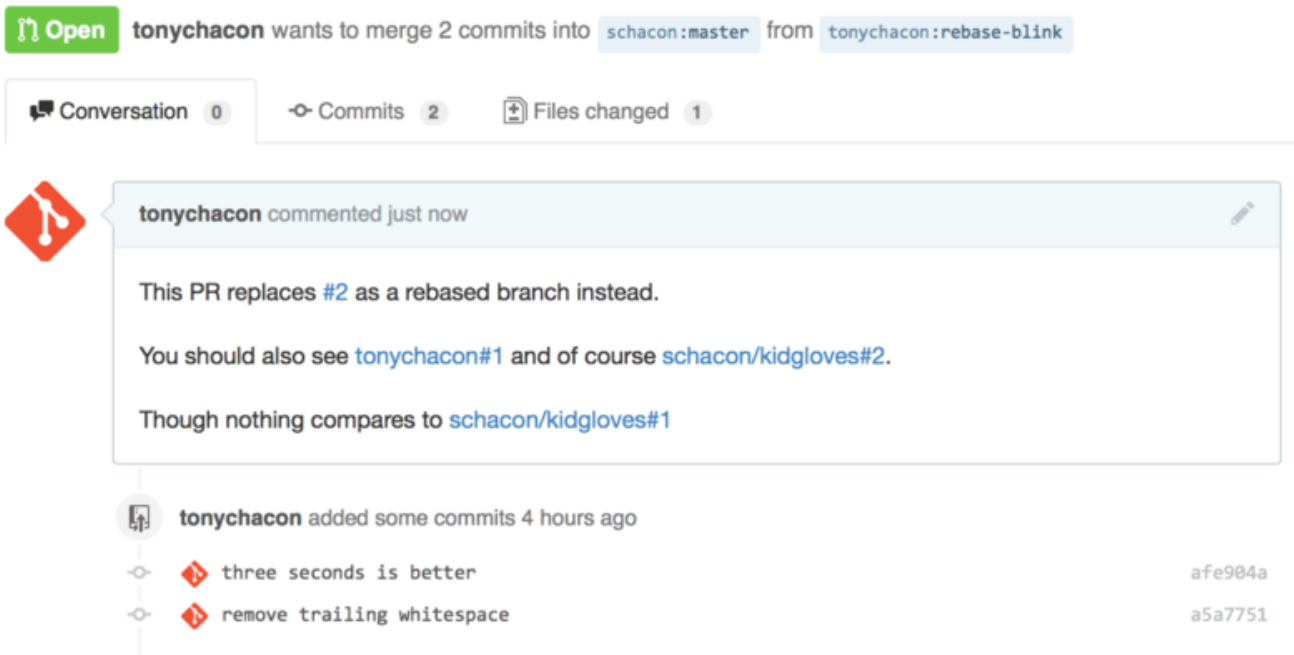 Open tonychacon wants to merge 2 commits into schacon:master from tonychacon:rebase-blink
Conversation 0 Commits 2 Files changed 1
tonychacon commented just now
This PR replaces #2 as a rebased branch instead.
You should also see tonychacon#1 and of course schacon/kidgloves#2.
Though nothing compares to schacon/kidgloves#1
tonychacon added some commits 4 hours ago
three seconds is better afe904a
remove trailing whitespace a5a7751